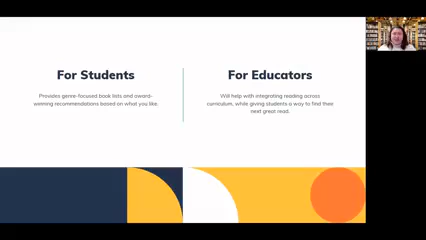 For Students
Provides genre-focused book lists and award-
winning recommendations based on what you like.
For Educators
Will help with integrating reading across
curriculum, while giving students a way to find their
next great read.